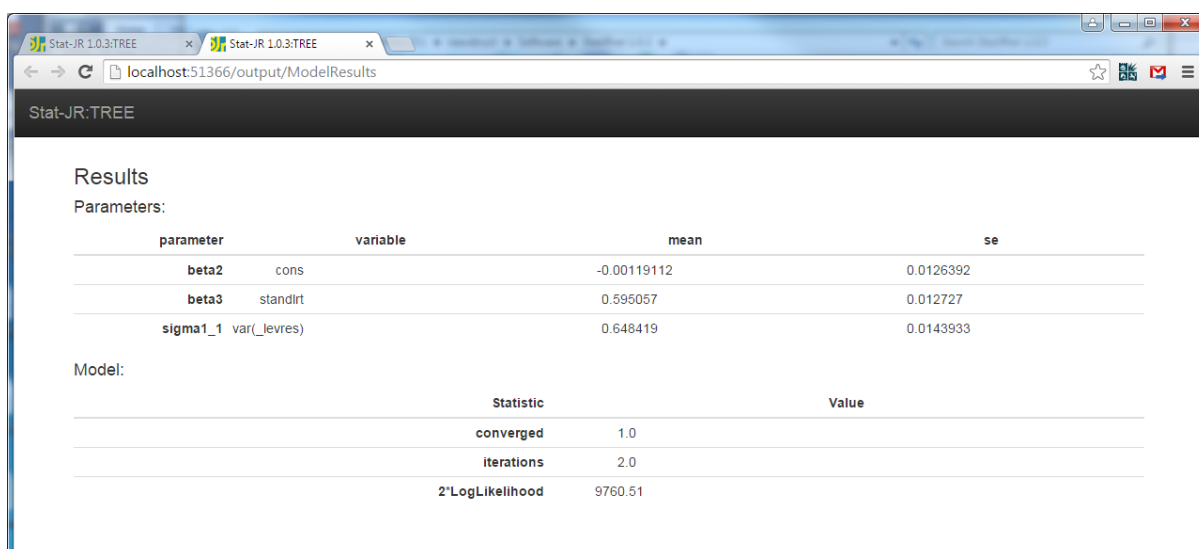 Stat-JR 1.0.3:TREE Stat-JR 1.0.3:TREE
localhost:51366/output/ModelResults
Stat-JR:TREE
Results
Parameters:
parameter variable mean se
beta2 cons -0.00119112 0.0126392
beta3 standlrt 0.595057 0.012727
sigma1_1 var(_levres) 0.648419 0.0143933
Model:
Statistic Value
converged 1.0
iterations 2.0
2*LogLikelihood 9760.51